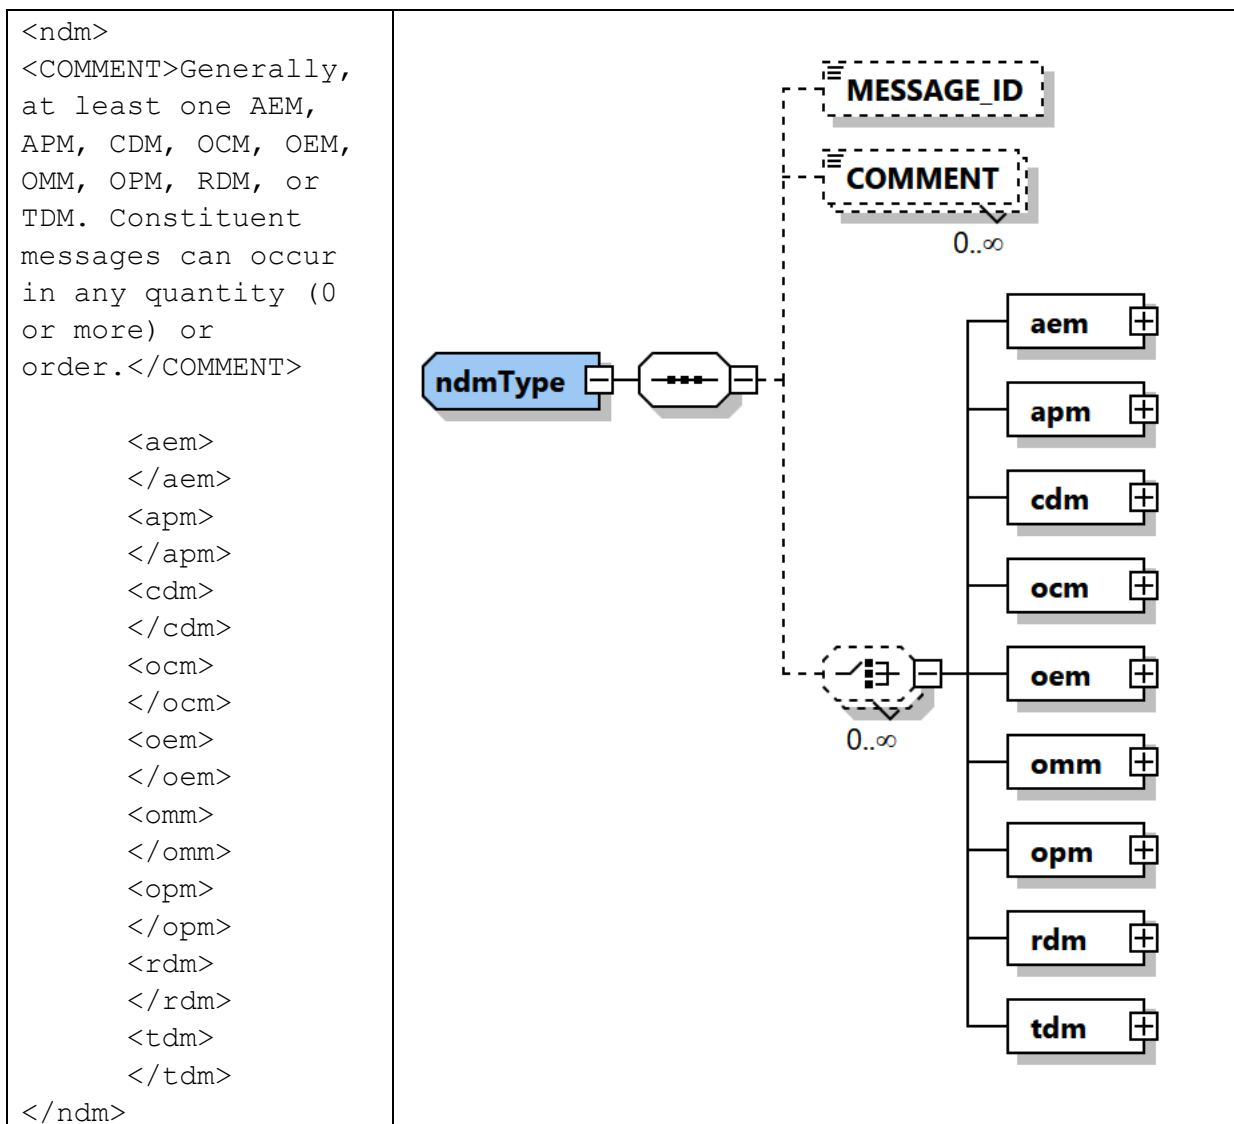 <ndm>
<COMMENT>Generally,
at least one AEM,
APM, CDM, OCM, OEM,
OMM, OPM, RDM, or
TDM. Constituent
messages can occur
in any quantity (0
or more) or
order.</COMMENT>
<aem>
</aem>
<apm>
</apm>
<cdm>
</cdm>
<ocm>
</ocm>
<oem>
</oem>
<omm>
</omm>
<opm>
</opm>
<rdm>
</rdm>
<tdm>
</tdm>
</ndm>
ndmType
MESSAGE_ID
COMMENT
0..∞
0..∞
aem
apm
cdm
ocm
oem
omm
opm
rdm
tdm